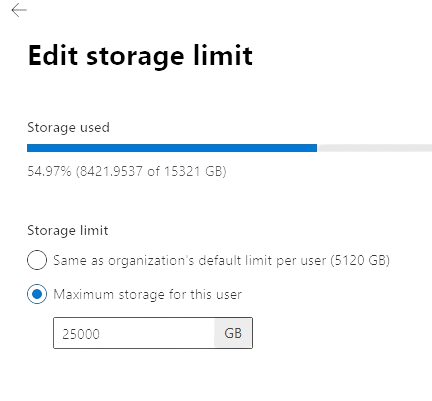 Edit storage limit
Storage used
54.97% (8421.9537 of 15321 GB)
Storage limit
Same as organization's default limit per user (5120 GB)
Maximum storage for this user
25000 GB